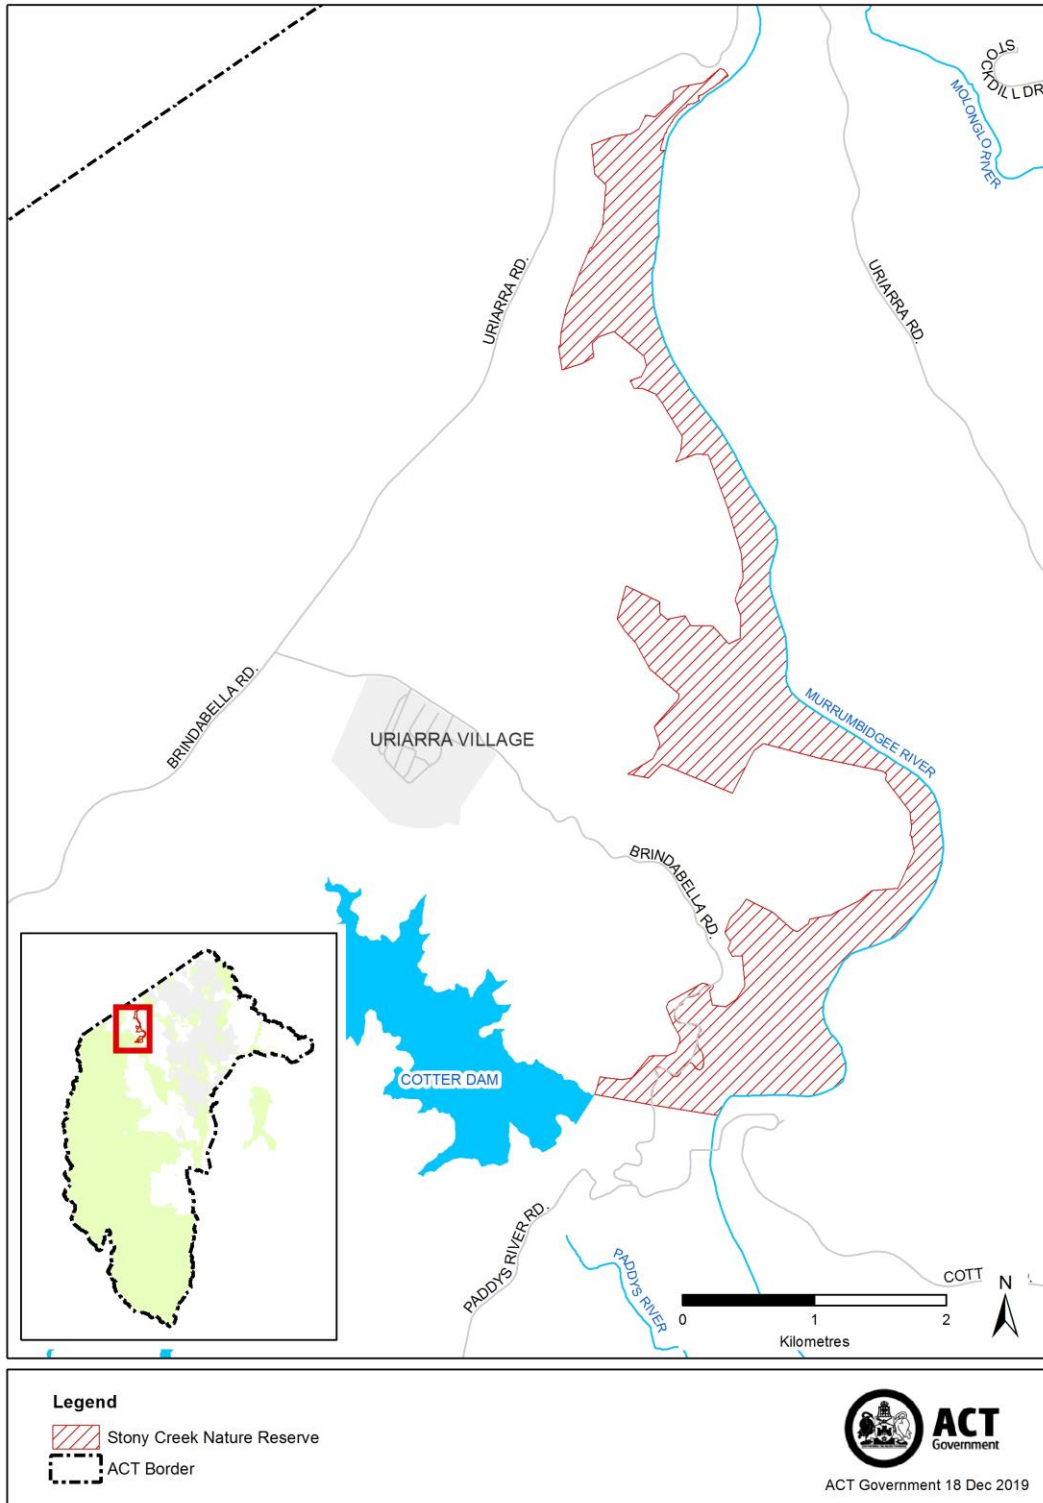 STOCKDILL DR
MOLONGLO RIVER
URIARRA RD.
URIARRA RD.
BRINDABELLA RD.
URIARRA VILLAGE
MURRUMBIDGEE RIVER
BRINDABELLA RD.
COTTER DAM
PADDYS RIVER RD.
PADDYS RIVER
COTT
N
0 1 2
Kilometres
Legend
Stony Creek Nature Reserve
ACT Border
ACT
Government
ACT Government 18 Dec 2019